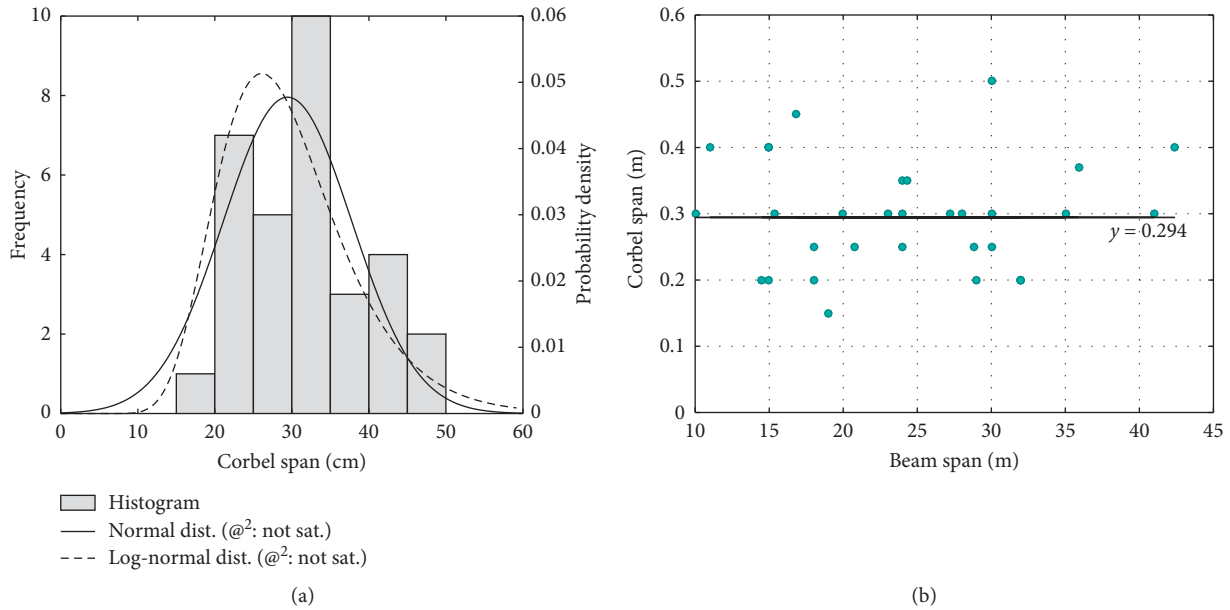 10
8
6
4
2
0
Frequency
0.06
0.05
0.04
0.03
0.02
0.01
0
Probability density
0 10 20 30 40 50 60
Corbel span (cm)
Histogram
Normal dist. (@²: not sat.)
Log-normal dist. (@²: not sat.)
(a)
0.6
0.5
0.4
0.3
0.2
0.1
0
Corbel span (m)
y = 0.294
10 15 20 25 30 35 40 45
Beam span (m)
(b)